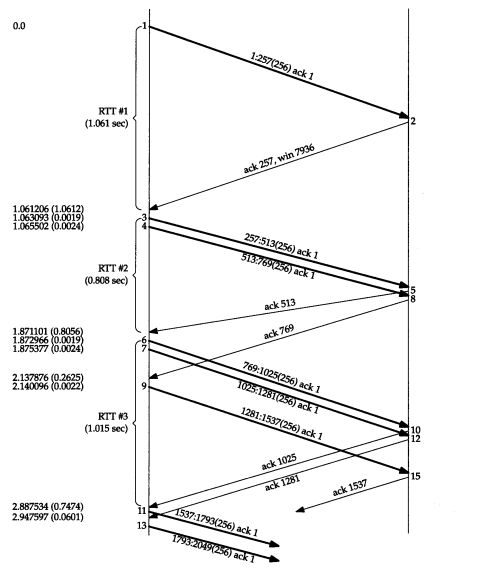 0.0
1
1:257(256) ack 1
RTT #1
(1.061 sec)
2
ack 257, win 7936
1.061206 (1.0612)
1.063093 (0.0019)
1.065502 (0.0024)
3
4
257:513(256) ack 1
513:769(256) ack 1
RTT #2
(0.808 sec)
5
8
ack 513
ack 769
1.871101 (0.8056)
1.872966 (0.0019)
1.875377 (0.0024)
6
7
769:1025(256) ack 1
1025:1281(256) ack 1
2.137876 (0.2625)
2.140096 (0.0022)
9
1281:1537(256) ack 1
RTT #3
(1.015 sec)
10
12
ack 1025
ack 1281
15
ack 1537
2.887534 (0.7474)
2.947597 (0.0601)
11
13
1537:1793(256) ack 1
1793:2049(256) ack 1